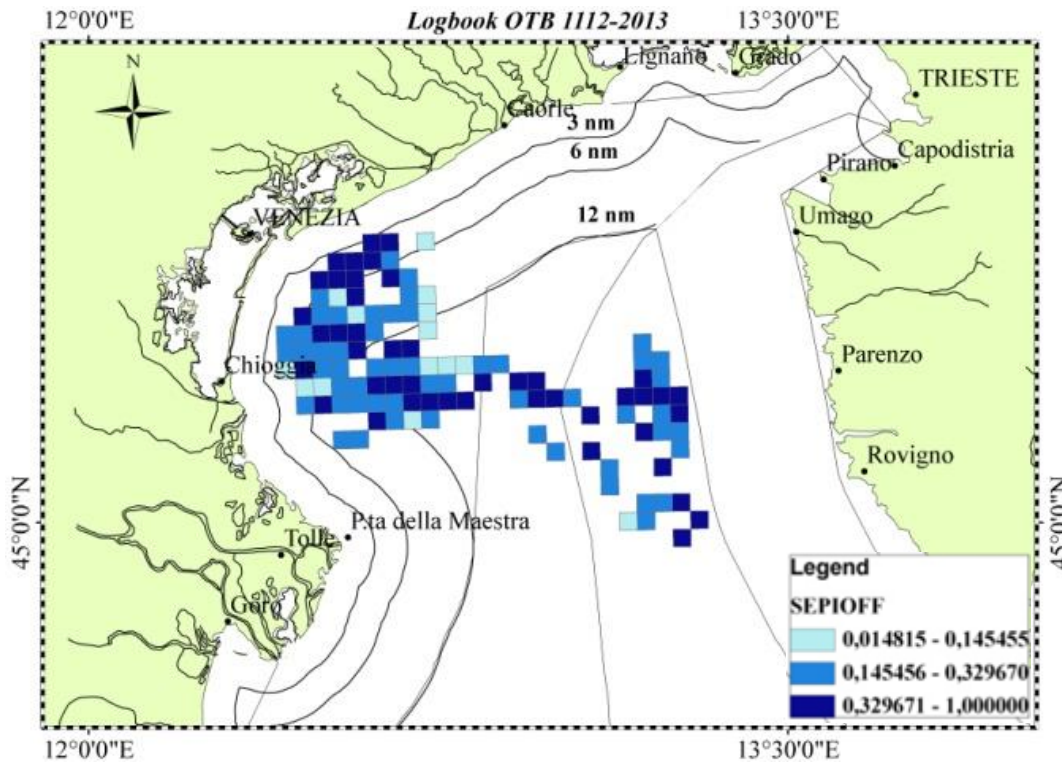 12°0'0"E
Logbook OTB 1112-2013
13°30'0"E
N
Lignano
Grado
TRIESTE
Caorle
3 nm
6 nm
Capodistria
Pirano
12 nm
VENEZIA
Umago
Parenzo
Chioggia
Rovigno
45°0'0"N
45°0'0"N
P.ta della Maestra
Tolle
Goro
Legend
SEPIOFF
0,014815 - 0,145455
0,145456 - 0,329670
0,329671 - 1,000000
12°0'0"E
13°30'0"E